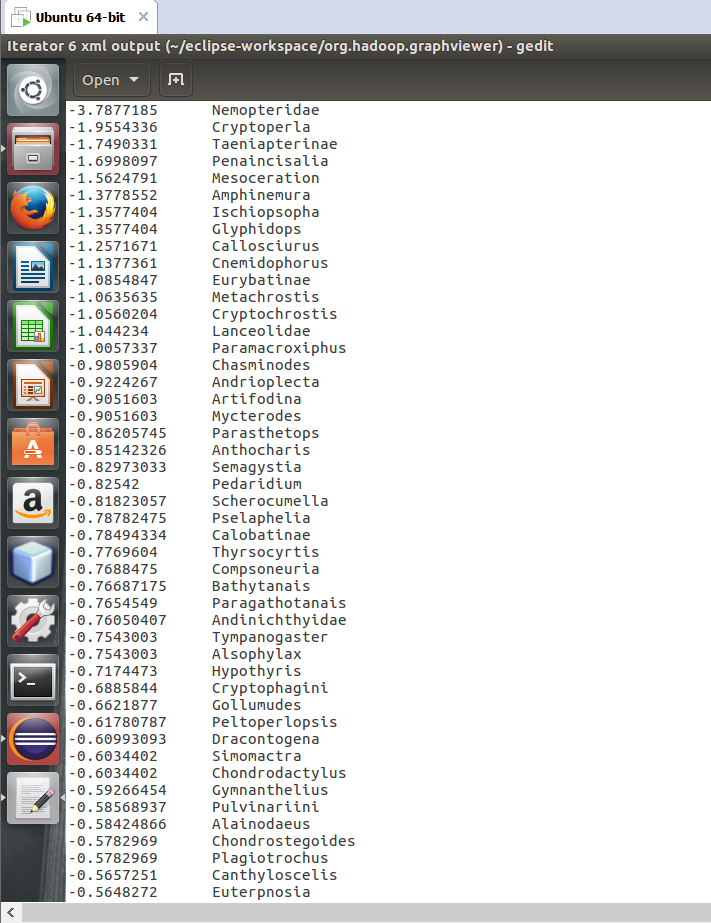 Ubuntu 64-bit
Iterator 6 xml output (~/eclipse-workspace/org.hadoop.graphviewer) - gedit
Open
-3.7877185 Nemopteridae
-1.9554336 Cryptoperla
-1.7490331 Taeniapterinae
-1.6998097 Penaincisalia
-1.5624791 Mesoceration
-1.3778552 Amphinemura
-1.3577404 Ischiopsopha
-1.3577404 Glyphidops
-1.2571671 Callosciurus
-1.1377361 Cnemidophorus
-1.0854847 Eurybatinae
-1.0635635 Metachrostis
-1.0560204 Cryptochrostis
-1.044234 Lanceolidae
-1.0057337 Paramacroxiphus
-0.9805904 Chasminodes
-0.9224267 Andrioplecta
-0.9051603 Artifodina
-0.9051603 Mycterodes
-0.86205745 Parasthetops
-0.85142326 Anthocharis
-0.82973033 Semagystia
-0.82542 Pedaridium
-0.81823057 Scherocumella
-0.78782475 Pselaphelia
-0.78494334 Calobatinae
-0.7769604 Thyrsocyrtis
-0.7688475 Compsoneuria
-0.76687175 Bathytanais
-0.7654549 Paragathotanais
-0.76050407 Andinichthyidae
-0.7543003 Tympanogaster
-0.7543003 Alsophylax
-0.7174473 Hypothyris
-0.6885844 Cryptophagini
-0.6621877 Gollumudes
-0.61780787 Peltoperlopsis
-0.60993093 Dracontogena
-0.6034402 Simomactra
-0.6034402 Chondrodactylus
-0.59266454 Gymnanthelius
-0.58568937 Pulvinariini
-0.58424866 Alainodaeus
-0.5782969 Chondrostegoides
-0.5782969 Plagiotrochus
-0.5657251 Canthyloscelis
-0.5648272 Euterpnosia